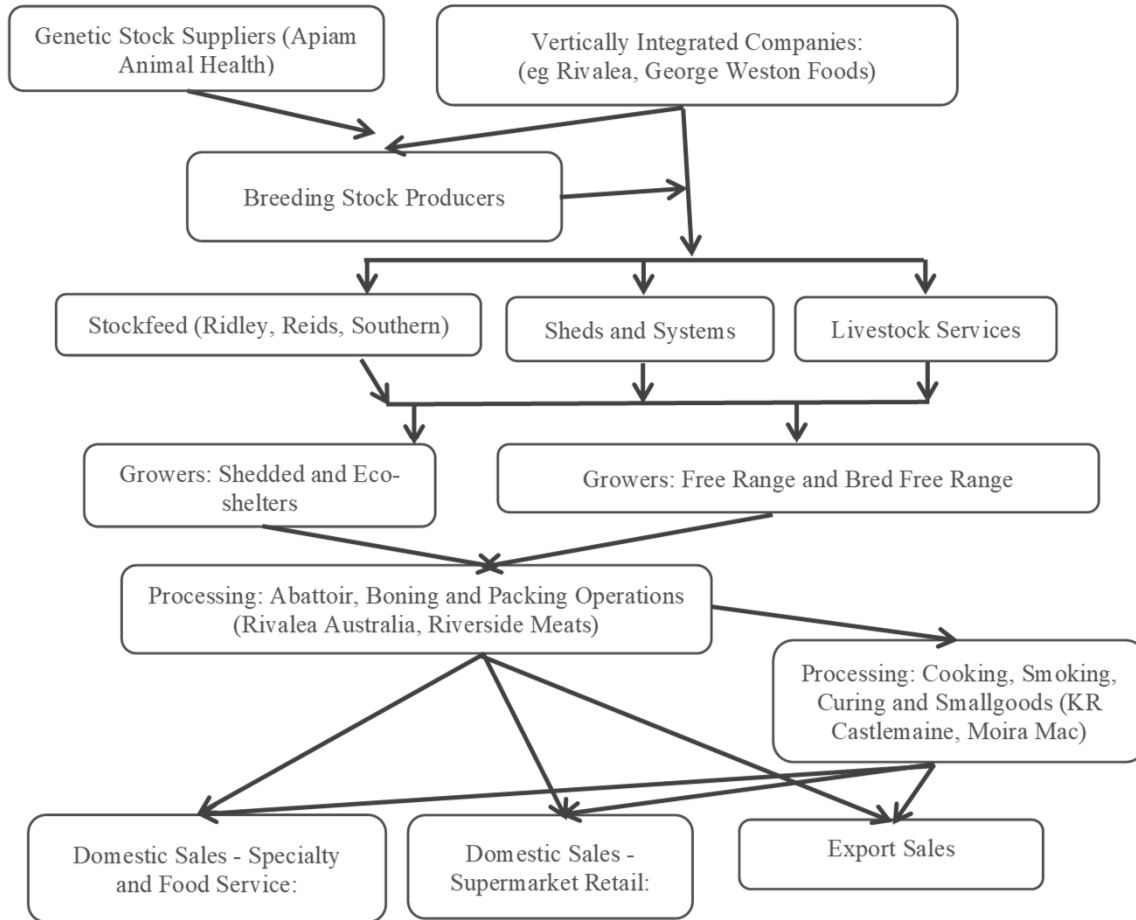 Genetic Stock Suppliers (Apiam
Animal Health)
Vertically Integrated Companies:
(eg Rivalea, George Weston Foods)
Breeding Stock Producers
Stockfeed (Ridley, Reids, Southern)
Sheds and Systems
Livestock Services
Growers: Shedded and Eco-
shelters
Growers: Free Range and Bred Free Range
Processing: Abattoir, Boning and Packing Operations
(Rivalea Australia, Riverside Meats)
Processing: Cooking, Smoking,
Curing and Smallgoods (KR
Castlemaine, Moira Mac)
Domestic Sales - Specialty
and Food Service:
Domestic Sales -
Supermarket Retail:
Export Sales